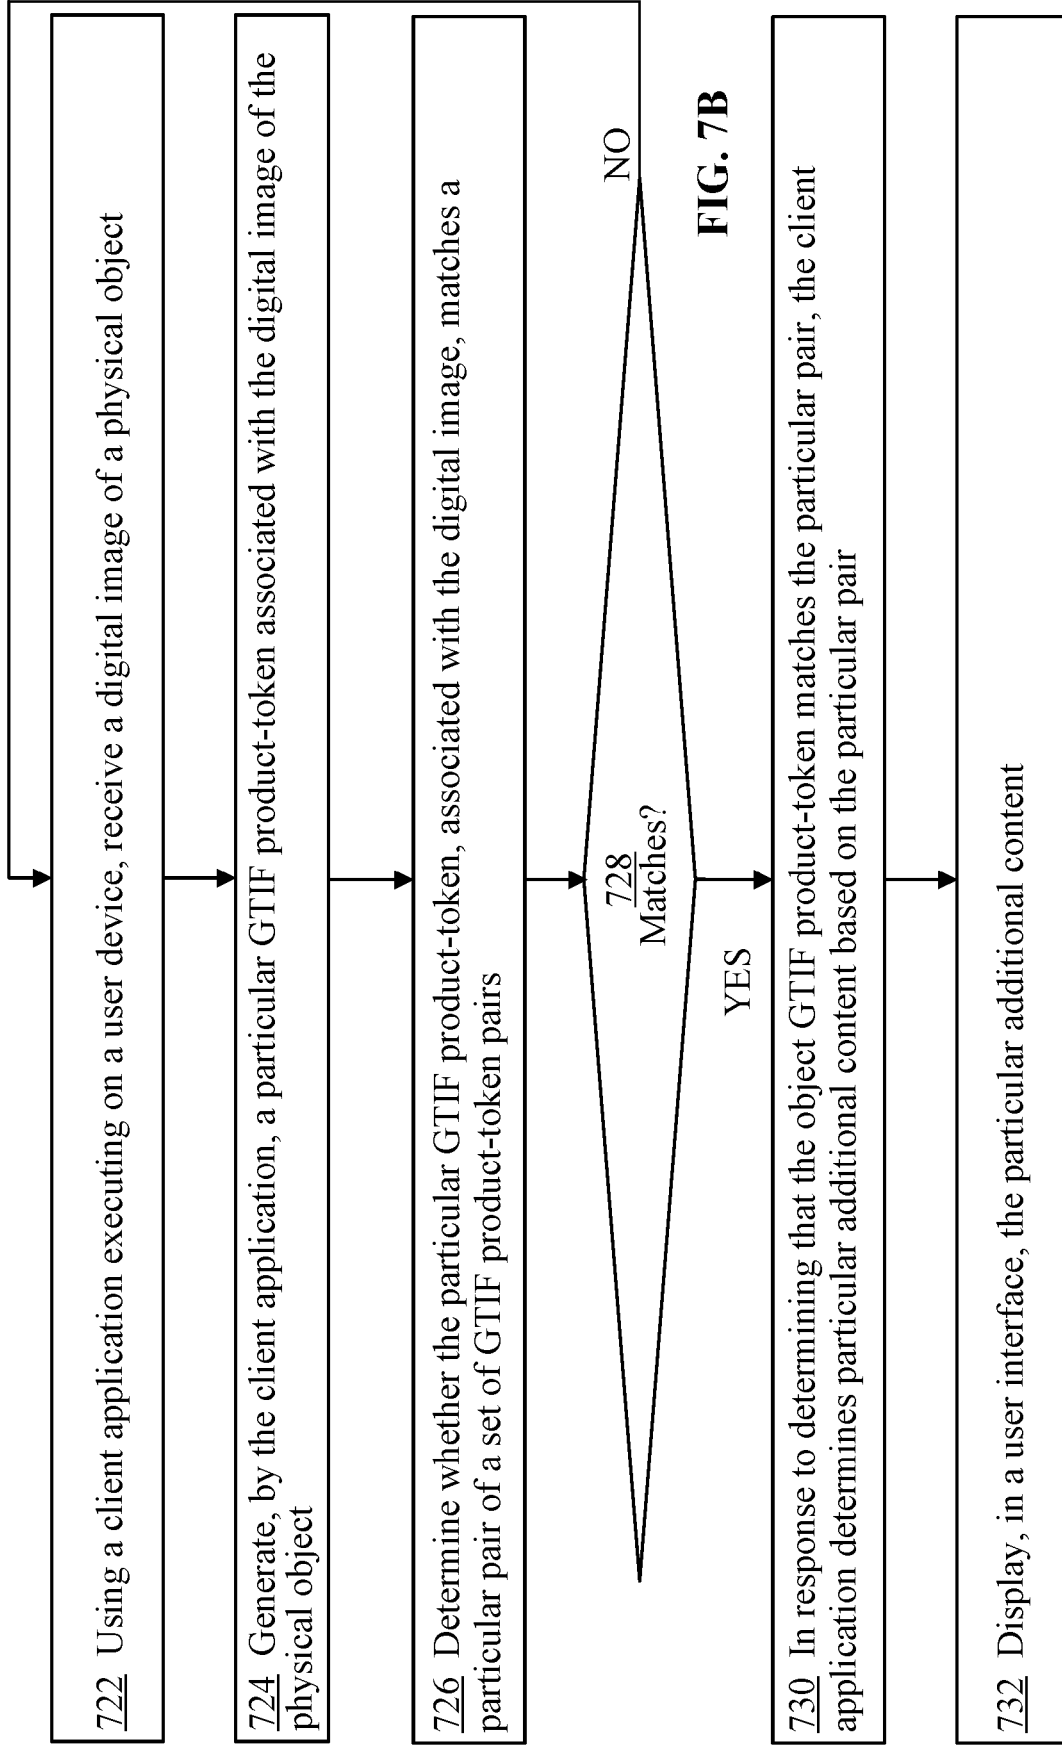 722 Using a client application executing on a user device, receive a digital image of a physical object
724 Generate, by the client application, a particular GTIF product-token associated with the digital image of the
physical object
726 Determine whether the particular GTIF product-token, associated with the digital image, matches a
particular pair of a set of GTIF product-token pairs
728
Matches?
NO
YES
730 In response to determining that the object GTIF product-token matches the particular pair, the client
application determines particular additional content based on the particular pair
732 Display, in a user interface, the particular additional content
FIG. 7B